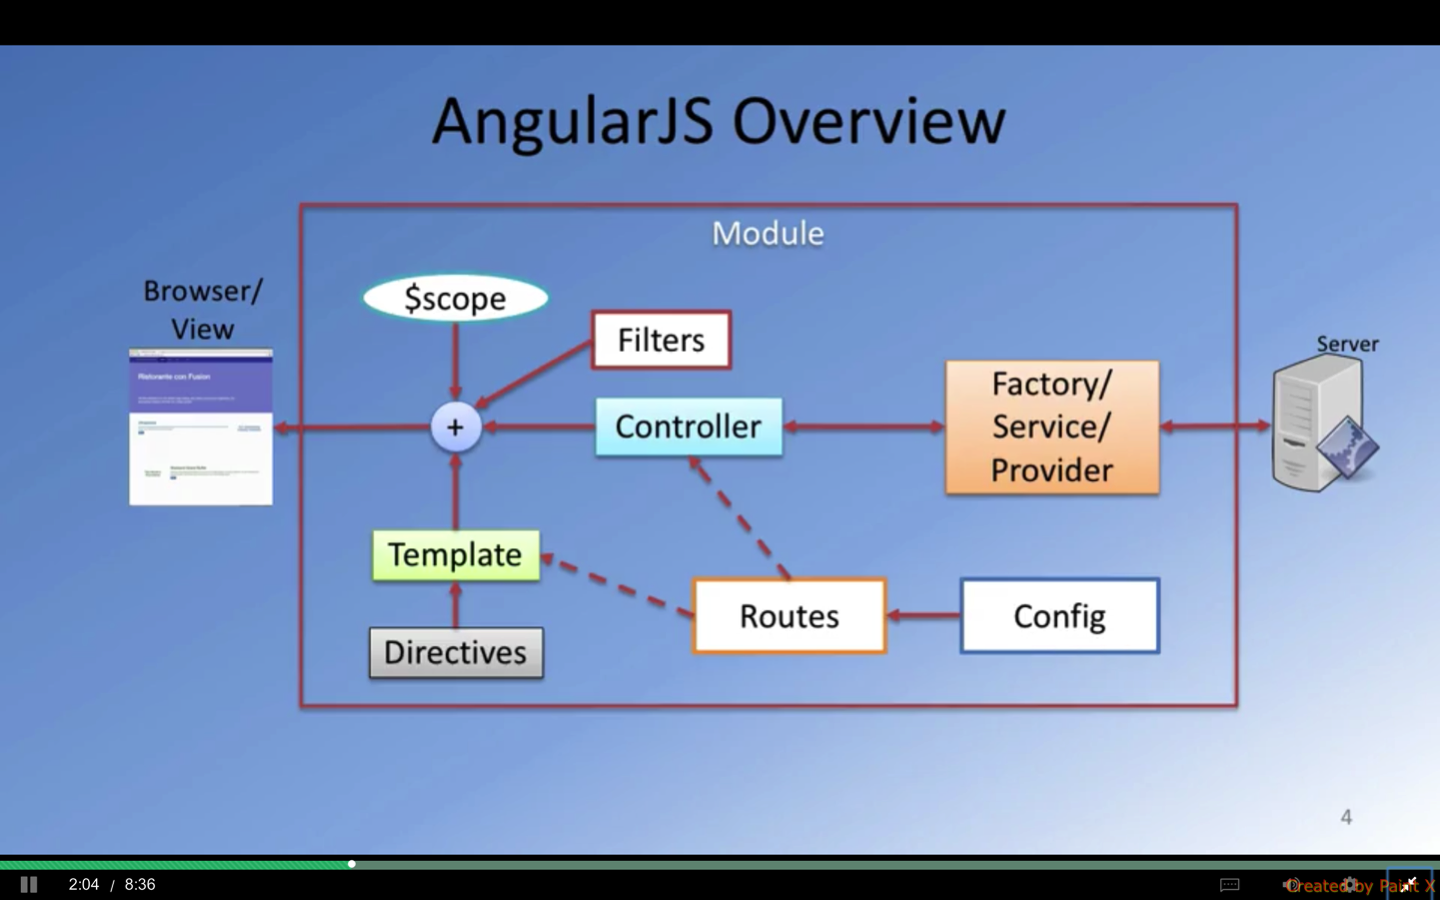 AngularJS Overview
Module
Browser/
View
$scope
Filters
Server
Ristorante con Fusion
+
Controller
Factory/
Service/
Provider
Template
Routes
Config
Directives
4
2:04 / 8:36
Created by Paint X